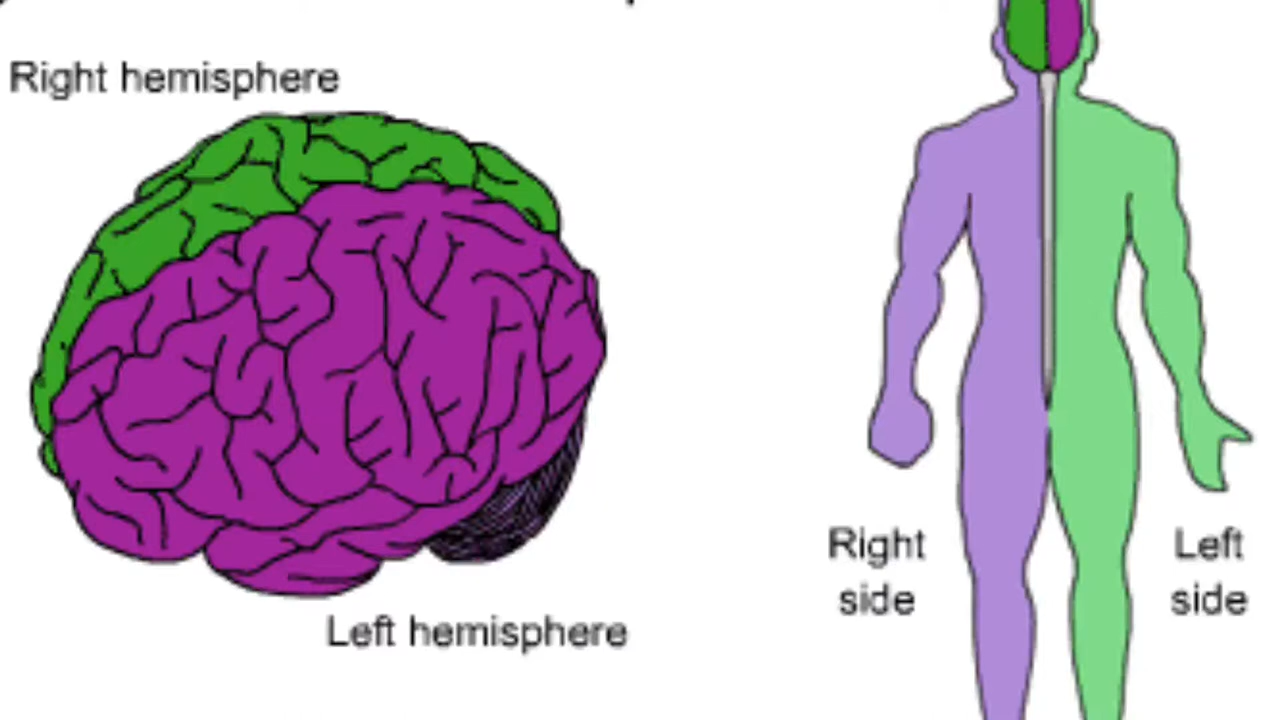 Right hemisphere
Left hemisphere
Right
side
Left
side